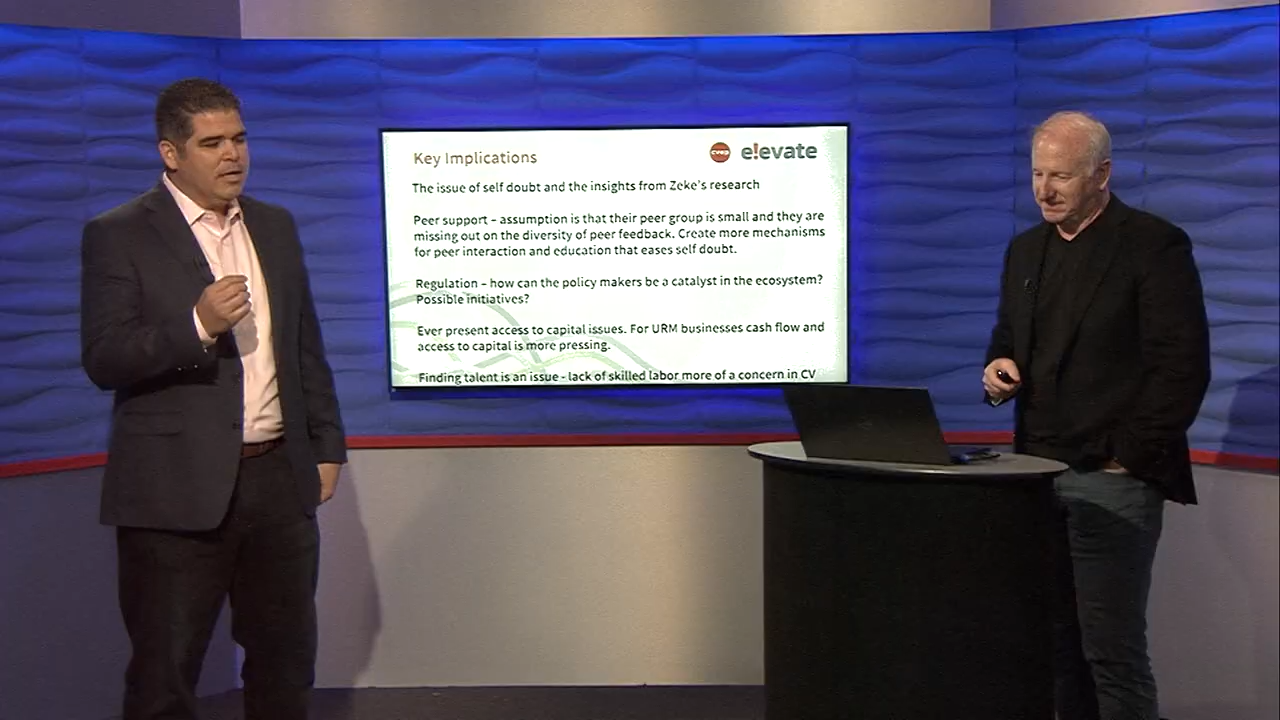 Key Implications
cvep e!evate
The issue of self doubt and the insights from Zeke's research
Peer support – assumption is that their peer group is small and they are
missing out on the diversity of peer feedback. Create more mechanisms
for peer interaction and education that eases self doubt.
Regulation – how can the policy makers be a catalyst in the ecosystem?
Possible initiatives?
Ever present access to capital issues. For URM businesses cash flow and
access to capital is more pressing.
Finding talent is an issue - lack of skilled labor more of a concern in CV